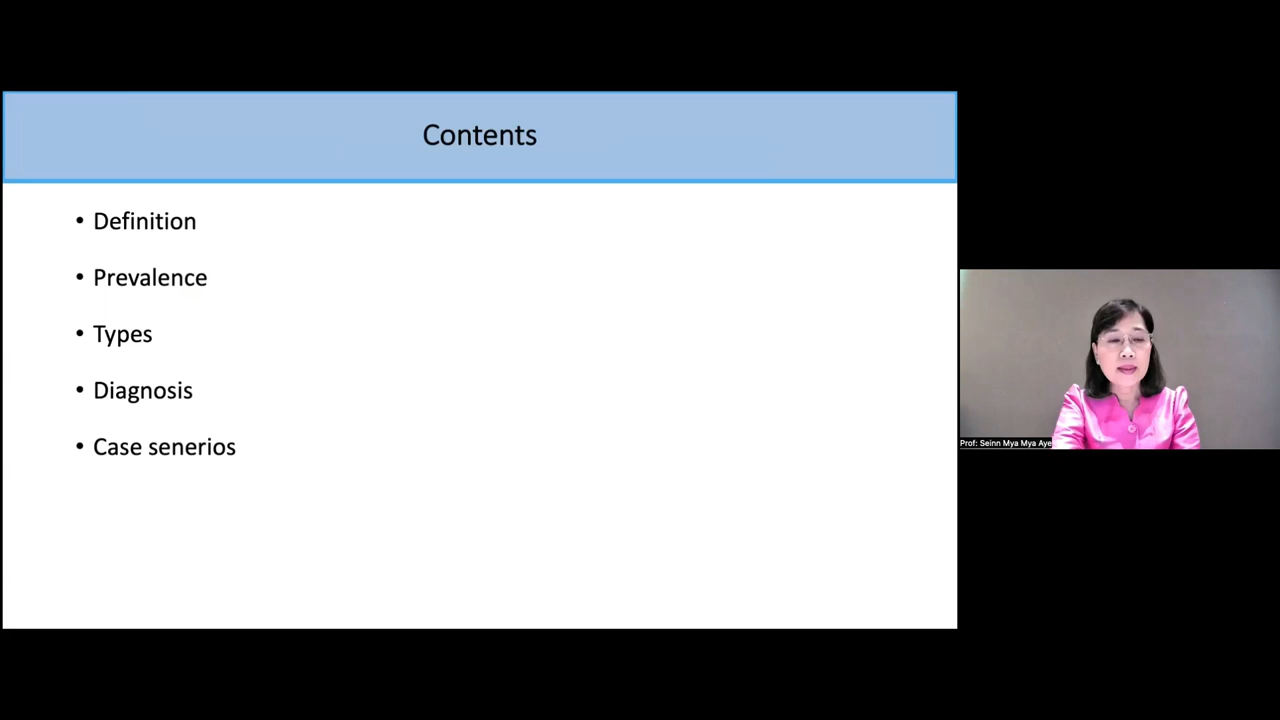 Contents
• Definition
• Prevalence
• Types
• Diagnosis
• Case senerios
Prof: Seinn Mya Mya Aye